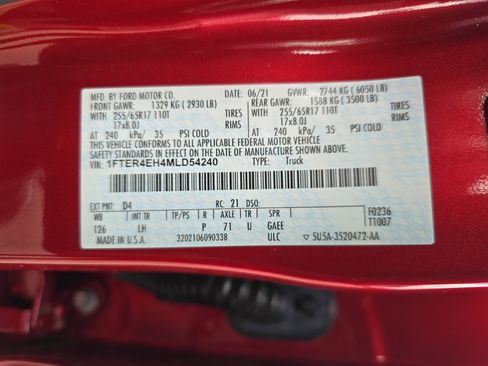 MFD. BY FORD MOTOR CO. DATE: 06/21 GVWR: 2744 KG ( 6050 LB)
FRONT GAWR: 1329 KG ( 2930 LB) REAR GAWR: 1588 KG ( 3500 LB)
255/65R17 110T TIRES 255/65R17 110T TIRES
17x8.0J RIMS 17x8.0J RIMS
AT 240 kPa/ 35 PSI COLD AT 240 kPa/ 35 PSI COLD
THIS VEHICLE CONFORMS TO ALL APPLICABLE FEDERAL MOTOR VEHICLE
SAFETY STANDARDS IN EFFECT ON THE DATE OF MANUFACTURE SHOWN ABOVE.
VIN: 1FTER4EH4MLD54240 TYPE: Truck
EXT PNT: D4 RC: 21 DSO:
WB INT TR TP/PS R AXLE TR SPR F0236
T26 LH P 71 U GAEE T1007
MADE IN U.S.A. 3202106090338 ULC 5U5A-3520472-AA